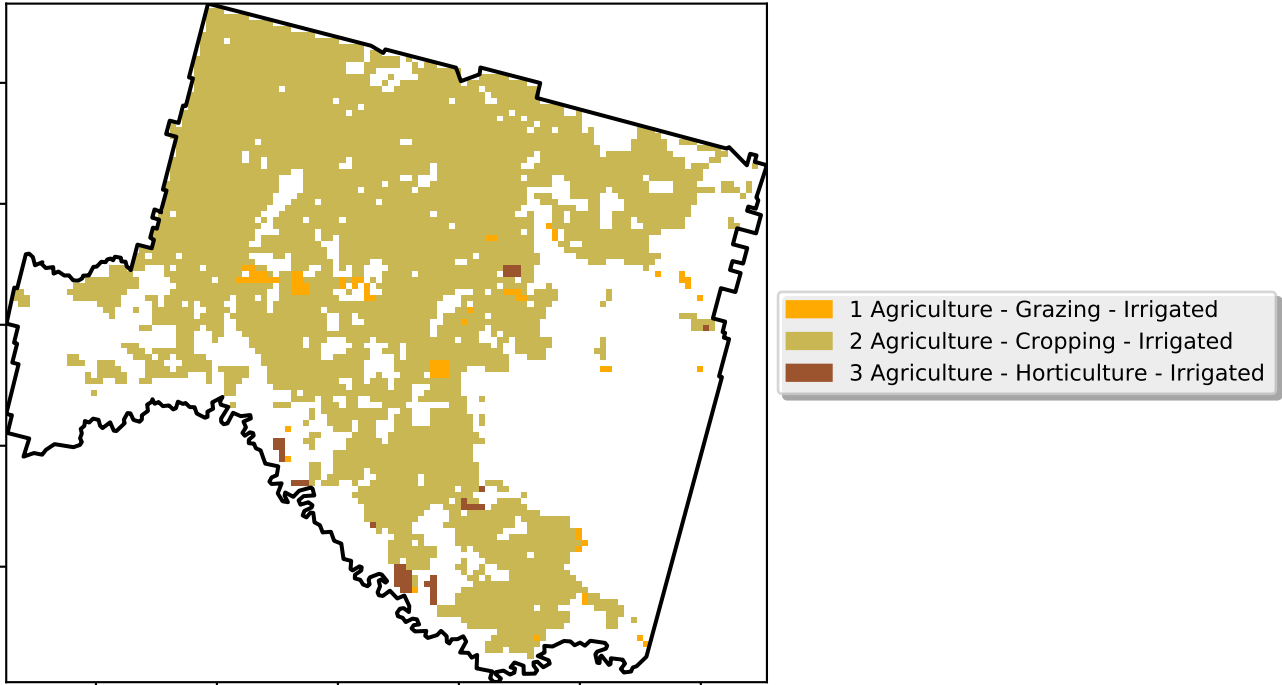 1 Agriculture - Grazing - Irrigated
2 Agriculture - Cropping - Irrigated
3 Agriculture - Horticulture - Irrigated